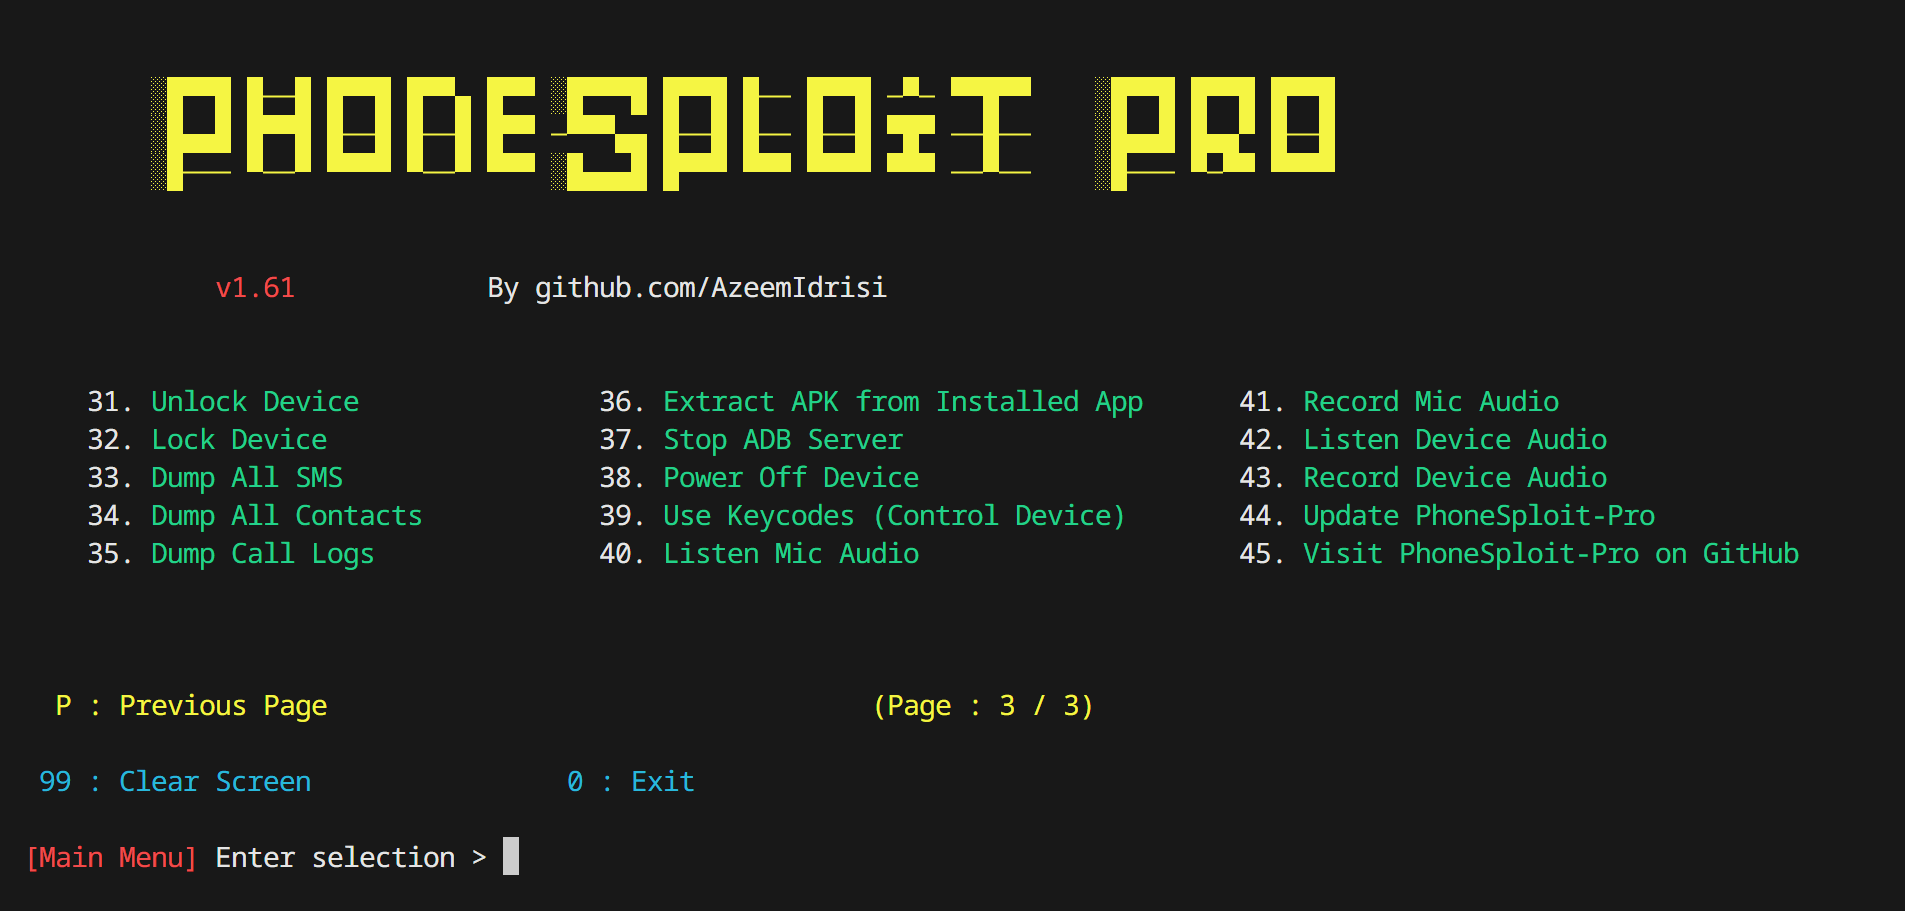 PHONESPLOIT PRO
v1.61 By github.com/AzeemIdrisi
31. Unlock Device 36. Extract APK from Installed App 41. Record Mic Audio
32. Lock Device 37. Stop ADB Server 42. Listen Device Audio
33. Dump All SMS 38. Power Off Device 43. Record Device Audio
34. Dump All Contacts 39. Use Keycodes (Control Device) 44. Update PhoneSploit-Pro
35. Dump Call Logs 40. Listen Mic Audio 45. Visit PhoneSploit-Pro on GitHub
P : Previous Page (Page : 3 / 3)
99 : Clear Screen 0 : Exit
[Main Menu] Enter selection >